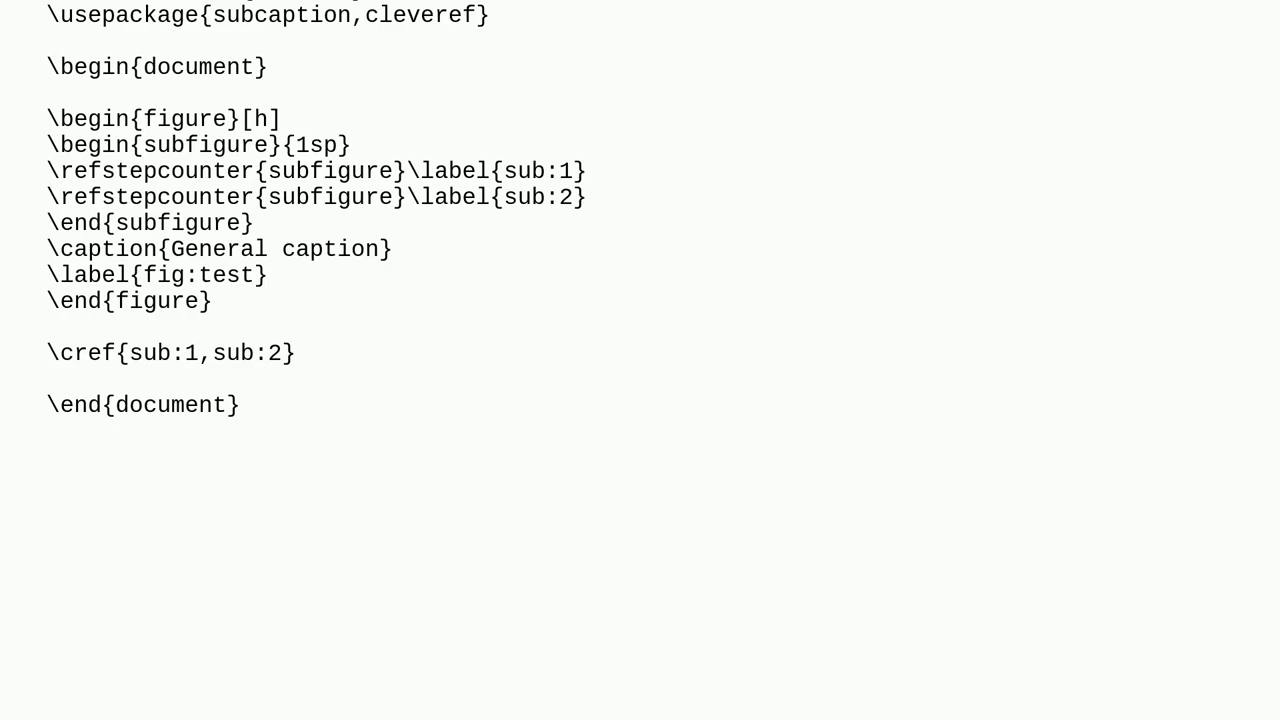 \usepackage{subcaption,cleveref}
\begin{document}
\begin{figure}[h]
\begin{subfigure}{1sp}
\refstepcounter{subfigure}\label{sub:1}
\refstepcounter{subfigure}\label{sub:2}
\end{subfigure}
\caption{General caption}
\label{fig:test}
\end{figure}
\cref{sub:1,sub:2}
\end{document}